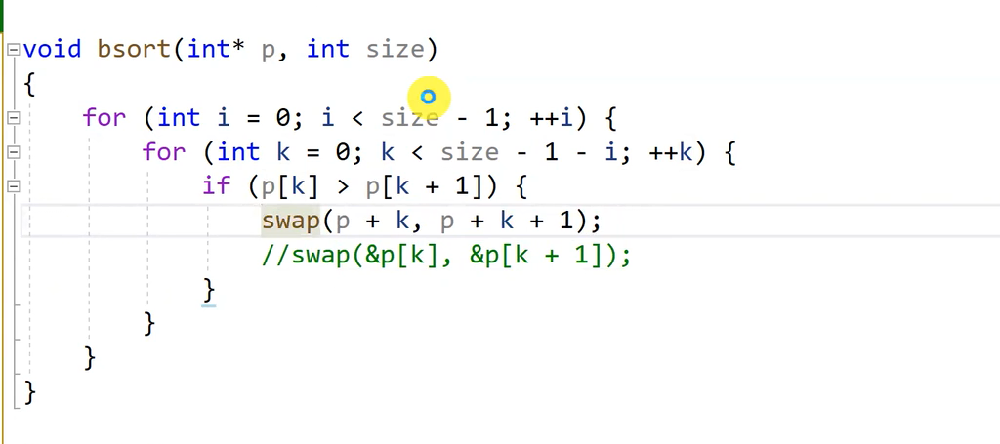 void bsort(int* p, int size)
{
for (int i = 0; i < size - 1; ++i) {
for (int k = 0; k < size - 1 - i; ++k) {
if (p[k] > p[k + 1]) {
swap(p + k, p + k + 1);
//swap(&p[k], &p[k + 1]);
}
}
}
}